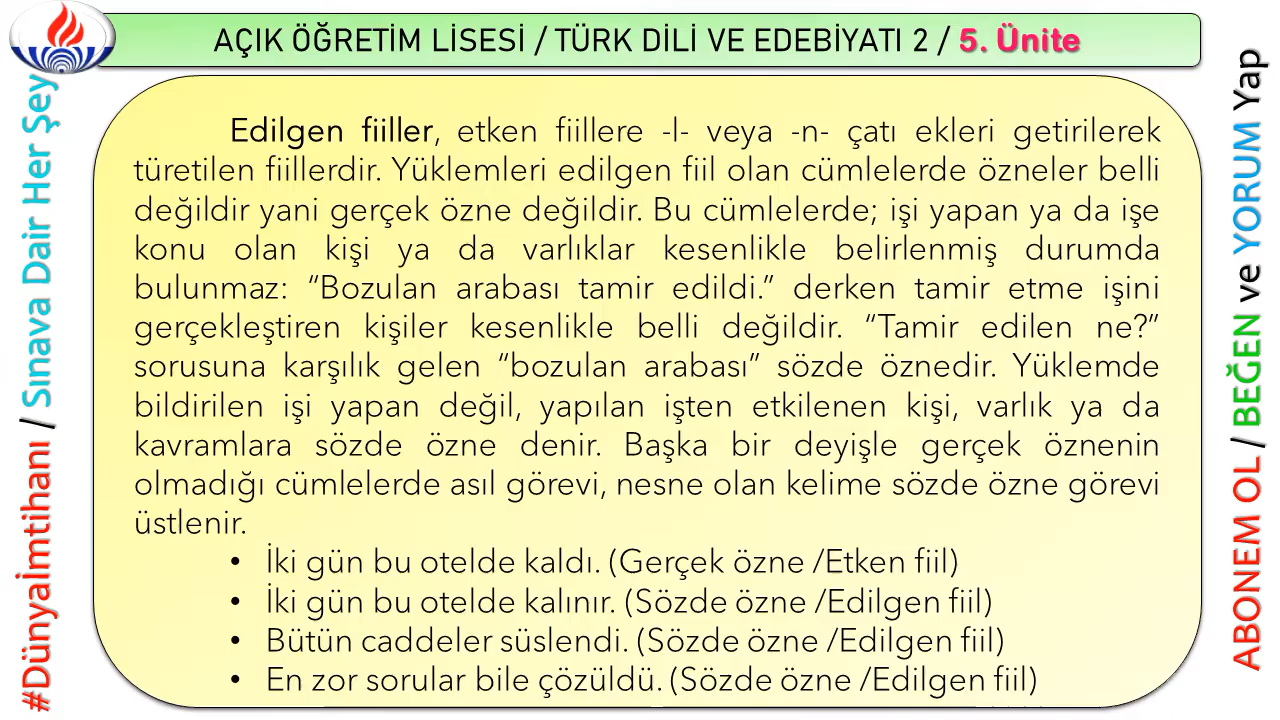 AÇIK ÖĞRETİM LİSESİ / TÜRK DİLİ VE EDEBİYATI 2 / 5. Ünite
#Dünyaİmtihanı / Sınava Dair Her Şey
Edilgen fiiller, etken fiillere -l- veya -n- çatı ekleri getirilerek
türetilen fiillerdir. Yüklemleri edilgen fiil olan cümlelerde özneler belli
değildir yani gerçek özne değildir. Bu cümlelerde; işi yapan ya da işe
konu olan kişi ya da varlıklar kesenlikle belirlenmiş durumda
bulunmaz: “Bozulan arabası tamir edildi.” derken tamir etme işini
gerçekleştiren kişiler kesenlikle belli değildir. “Tamir edilen ne?”
sorusuna karşılık gelen “bozulan arabası” sözde öznedir. Yüklemde
bildirilen işi yapan değil, yapılan işten etkilenen kişi, varlık ya da
kavramlara sözde özne denir. Başka bir deyişle gerçek öznenin
olmadığı cümlelerde asıl görevi, nesne olan kelime sözde özne görevi
üstlenir.
• İki gün bu otelde kaldı. (Gerçek özne /Etken fiil)
• İki gün bu otelde kalınır. (Sözde özne /Edilgen fiil)
• Bütün caddeler süslendi. (Sözde özne /Edilgen fiil)
• En zor sorular bile çözüldü. (Sözde özne /Edilgen fiil)
ABONEM OL / BEĞEN ve YORUM Yap